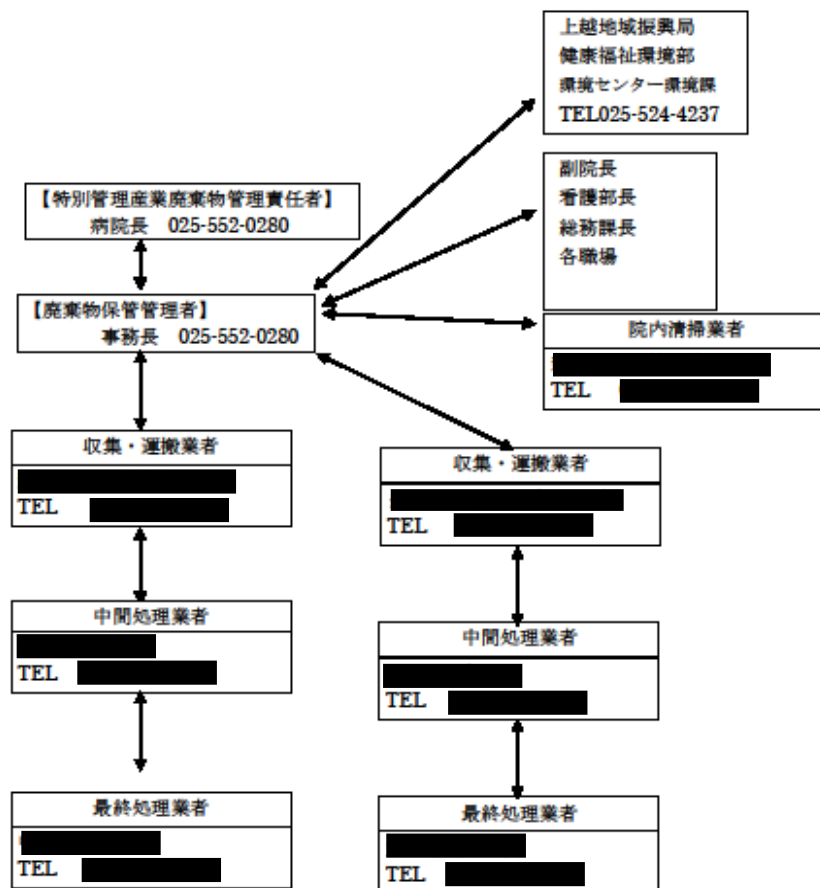 上越地域振興局
健康福祉環境部
環境センター環境課
TEL025-524-4237
【特別管理産業廃棄物管理責任者】
病院長 025-552-0280
副院長
看護部長
総務課長
各職場
【廃棄物保管管理者】
事務長 025-552-0280
院内清掃業者
TEL
収集・運搬業者
TEL
収集・運搬業者
TEL
中間処理業者
TEL
中間処理業者
TEL
最終処理業者
TEL
最終処理業者
TEL